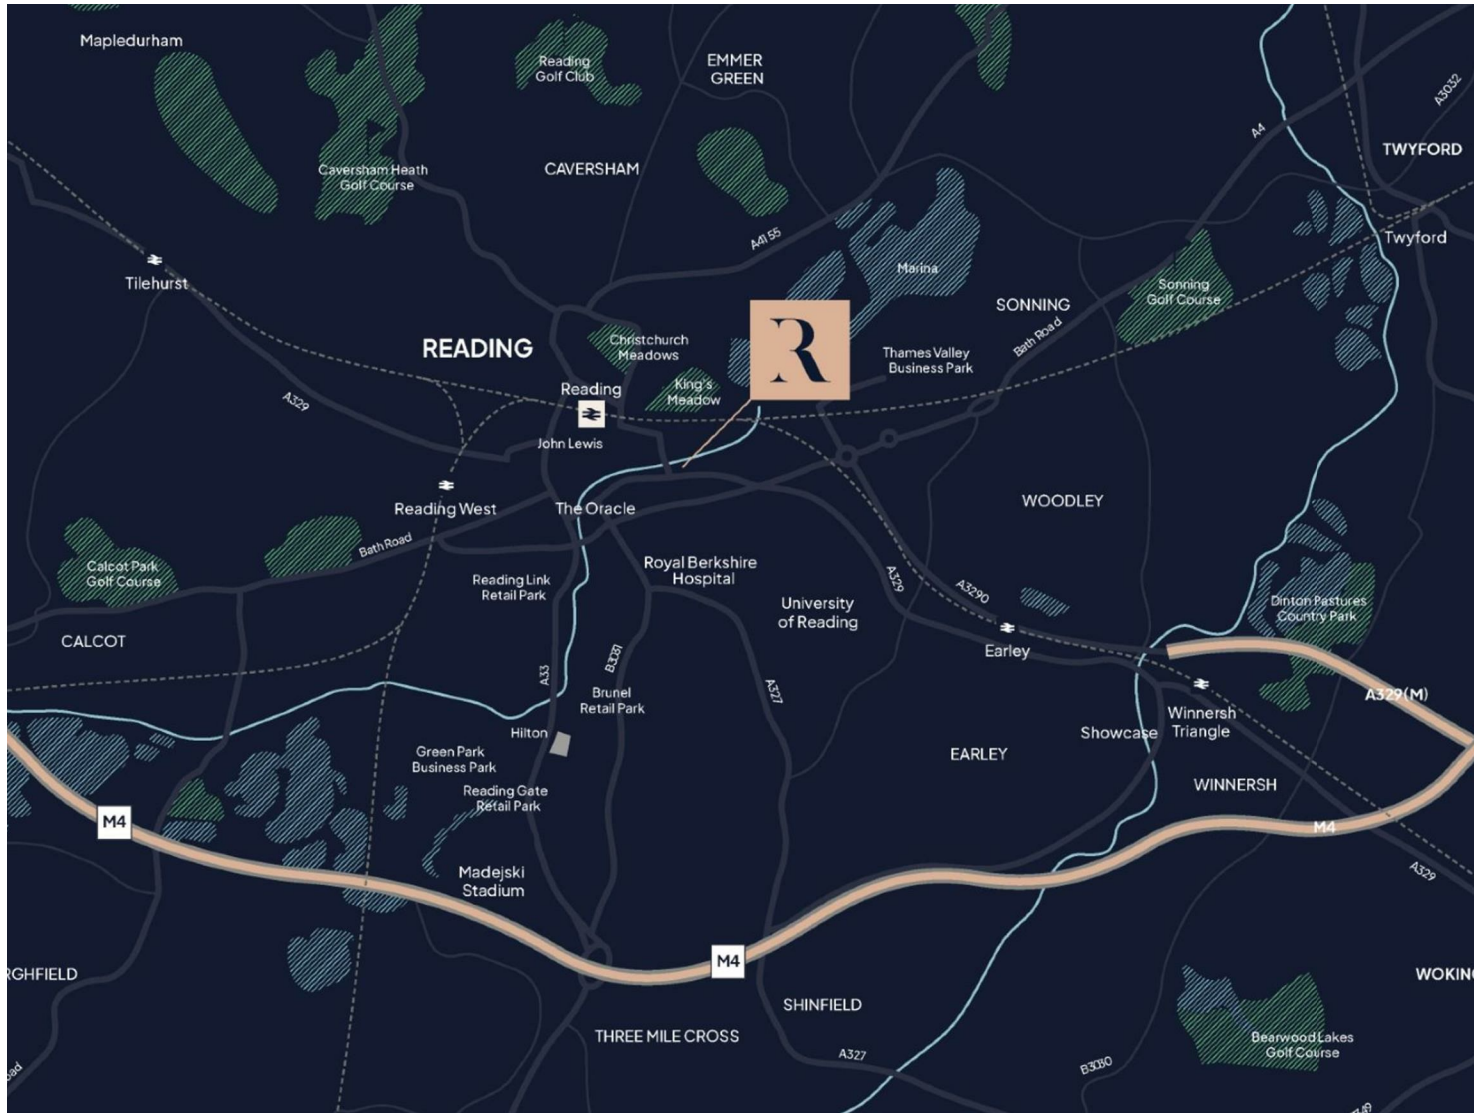 Mapledurham
Reading
Golf Club
EMMER
GREEN
A3032
A4
TWYFORD
Caversham Heath
Golf Course
CAVERSHAM
A4155
Twyford
Marina
Tilehurst
Sonning
Golf Course
SONNING
Bath Road
READING
Christchurch
Meadows
R
Thames Valley
Business Park
Reading
King's
Meadow
A329
John Lewis
Reading West
The Oracle
WOODLEY
Bath Road
Calcot Park
Golf Course
Royal Berkshire
Hospital
Reading Link
Retail Park
A329
A3290
University
of Reading
Dinton Pastures
Country Park
CALCOT
Earley
B3031
A33
A327
Brunel
Retail Park
A329(M)
Winnersh
Triangle
Showcase
Hilton
Green Park
Business Park
EARLEY
WINNERSH
Reading Gate
Retail Park
M4
M4
Madejski
Stadium
A329
M4
RGHFIELD
WOKIN
SHINFIELD
THREE MILE CROSS
Bearwood Lakes
Golf Course
A327
B3030
oad